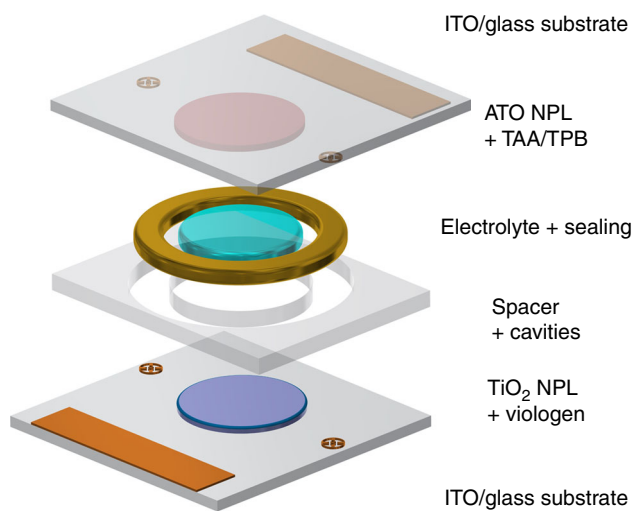 ITO/glass substrate
ATO NPL
+ TAA/TPB
Electrolyte + sealing
Spacer
+ cavities
TiO₂ NPL
+ viologen
ITO/glass substrate